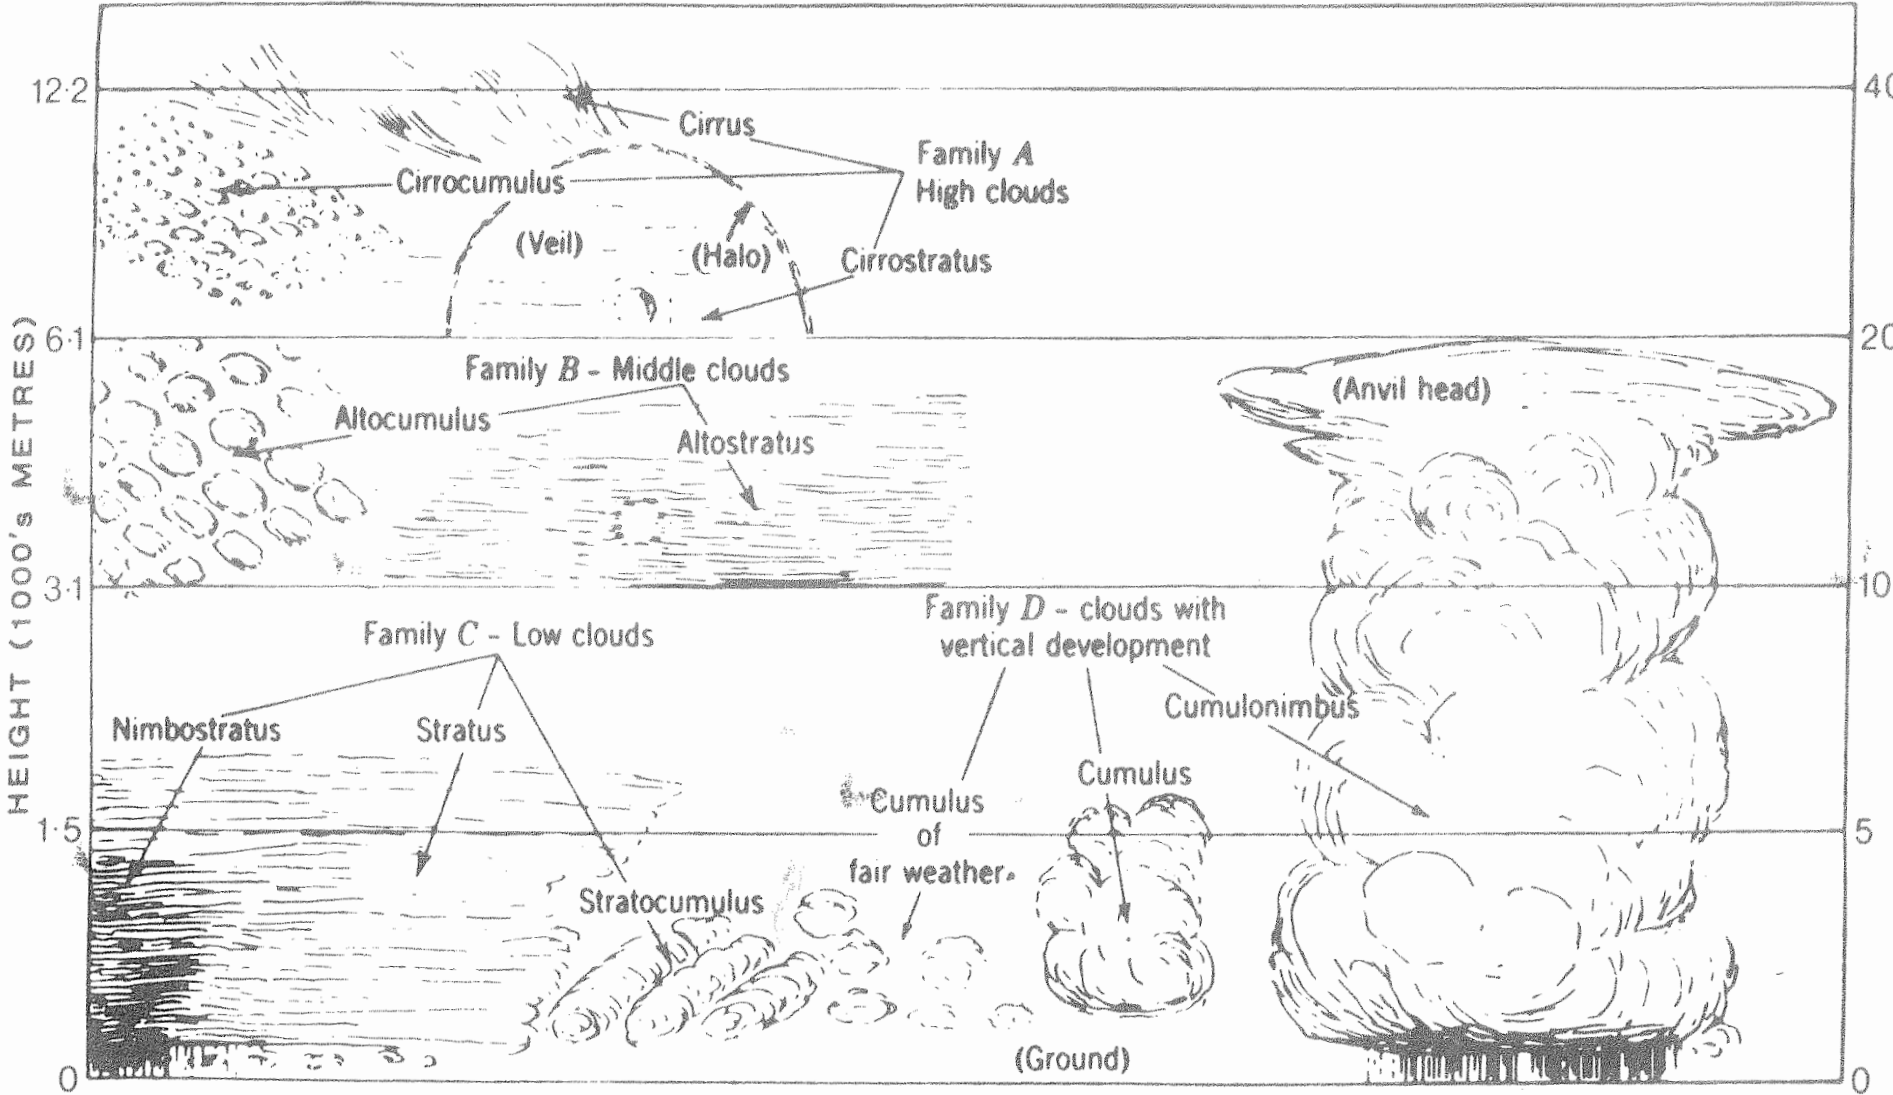 12·2
40
Cirrus
Family A
High clouds
Cirrocumulus
(Veil)
(Halo)
Cirrostratus
6·1
20
HEIGHT (1000's METRES)
Family B - Middle clouds
(Anvil head)
Altocumulus
Altostratus
3·1
10
Family C - Low clouds
Family D - clouds with
vertical development
Nimbostratus
Stratus
Cumulonimbus
Cumulus
Cumulus
of
fair weather.
1·5
5
Stratocumulus
(Ground)
0
0